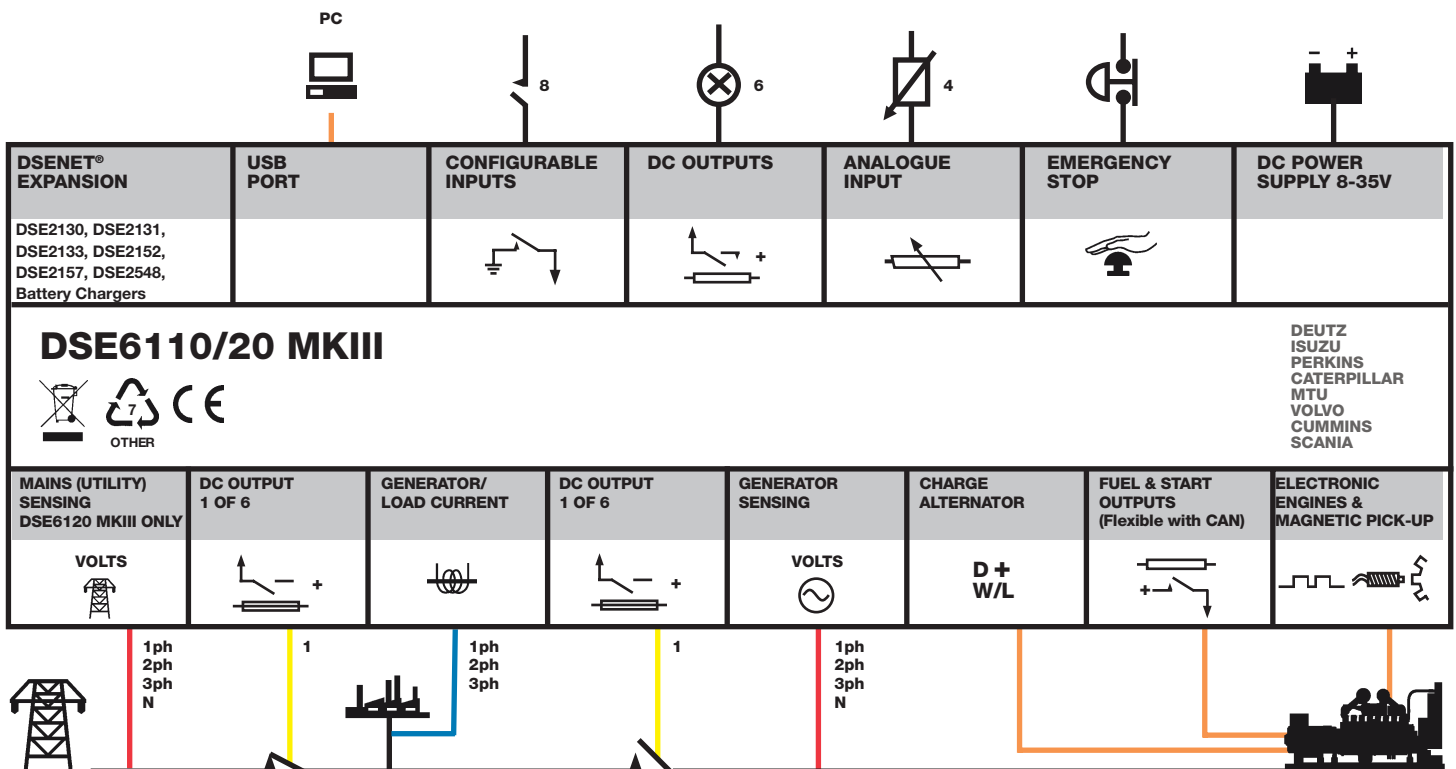 PC
8
6
4
- +
DSENET®
EXPANSION
USB
PORT
CONFIGURABLE
INPUTS
DC OUTPUTS
ANALOGUE
INPUT
EMERGENCY
STOP
DC POWER
SUPPLY 8-35V
DSE2130, DSE2131,
DSE2133, DSE2152,
DSE2157, DSE2548,
Battery Chargers
+
DSE6110/20 MKIII
7
OTHER
CE
DEUTZ
ISUZU
PERKINS
CATERPILLAR
MTU
VOLVO
CUMMINS
SCANIA
MAINS (UTILITY)
SENSING
DSE6120 MKIII ONLY
DC OUTPUT
1 OF 6
GENERATOR/
LOAD CURRENT
DC OUTPUT
1 OF 6
GENERATOR
SENSING
CHARGE
ALTERNATOR
FUEL & START
OUTPUTS
(Flexible with CAN)
ELECTRONIC
ENGINES &
MAGNETIC PICK-UP
VOLTS
+
+
VOLTS
D +
W/L
+
1ph
2ph
3ph
N
1
1ph
2ph
3ph
1
1ph
2ph
3ph
N